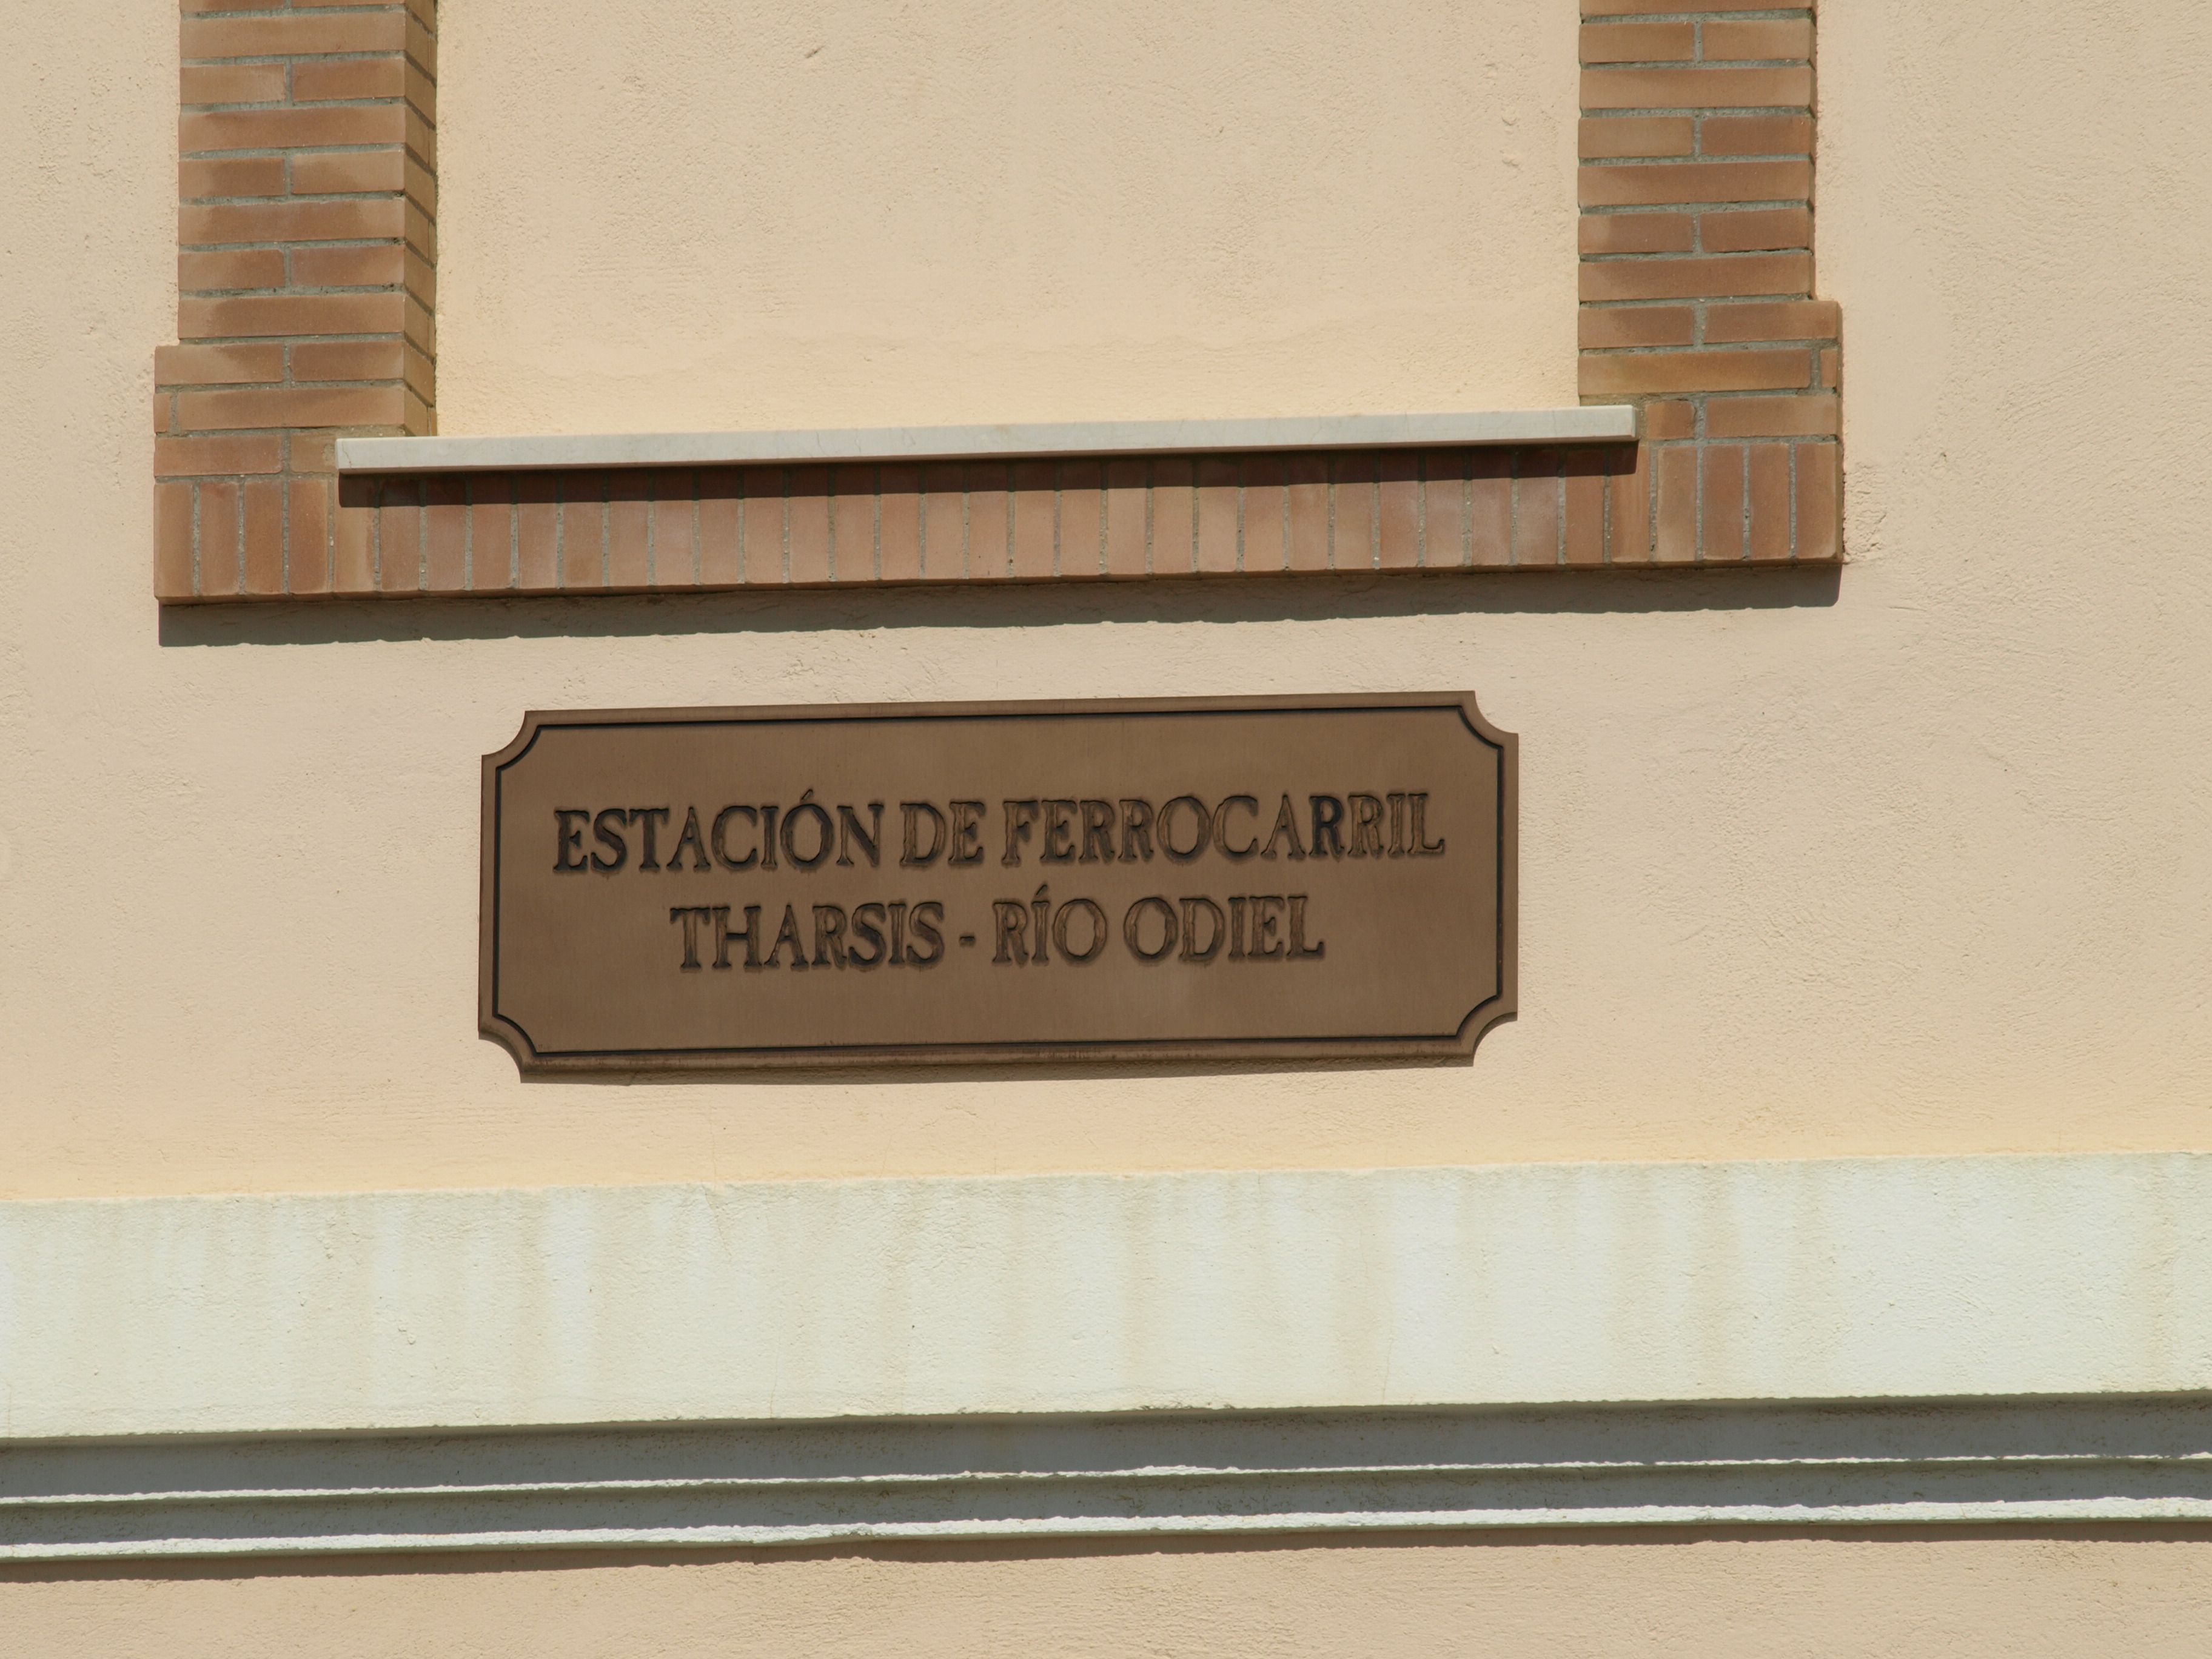 ESTACIÓN DE FERROCARRIL
THARSIS - RÍO ODIEL